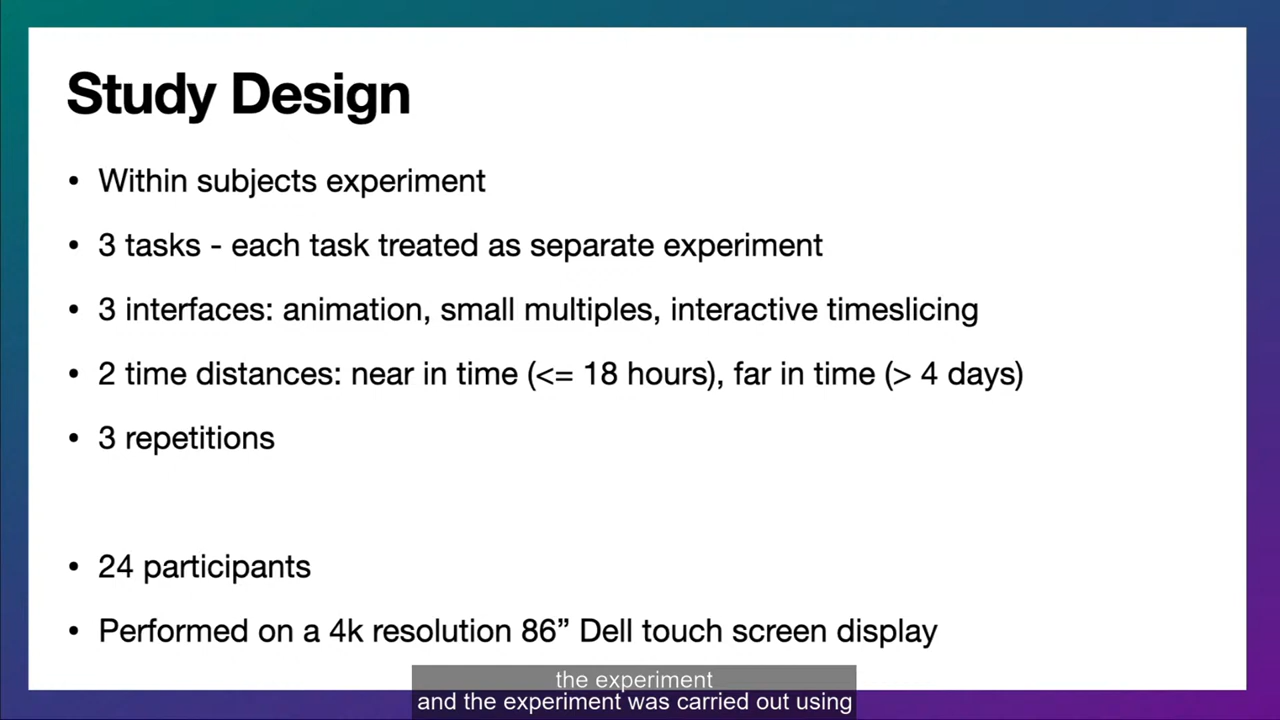 Study Design
• Within subjects experiment
• 3 tasks - each task treated as separate experiment
• 3 interfaces: animation, small multiples, interactive timeslicing
• 2 time distances: near in time (<= 18 hours), far in time (> 4 days)
• 3 repetitions
• 24 participants
• Performed on a 4k resolution 86” Dell touch screen display
the experiment
and the experiment was carried out using